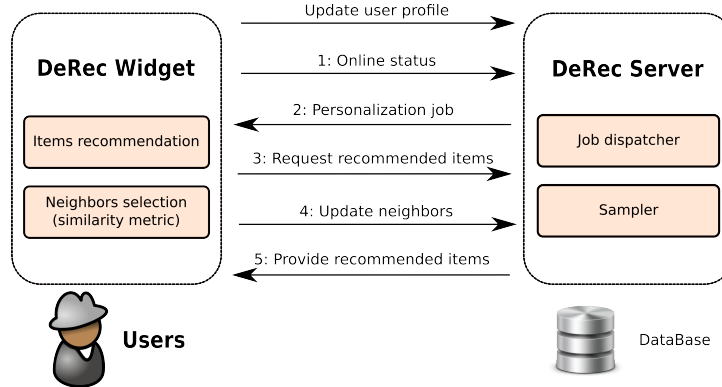 Update user profile
DeRec Widget
1: Online status
DeRec Server
2: Personalization job
Items recommendation
Job dispatcher
3: Request recommended items
Neighbors selection
(similarity metric)
4: Update neighbors
Sampler
5: Provide recommended items
Users
DataBase